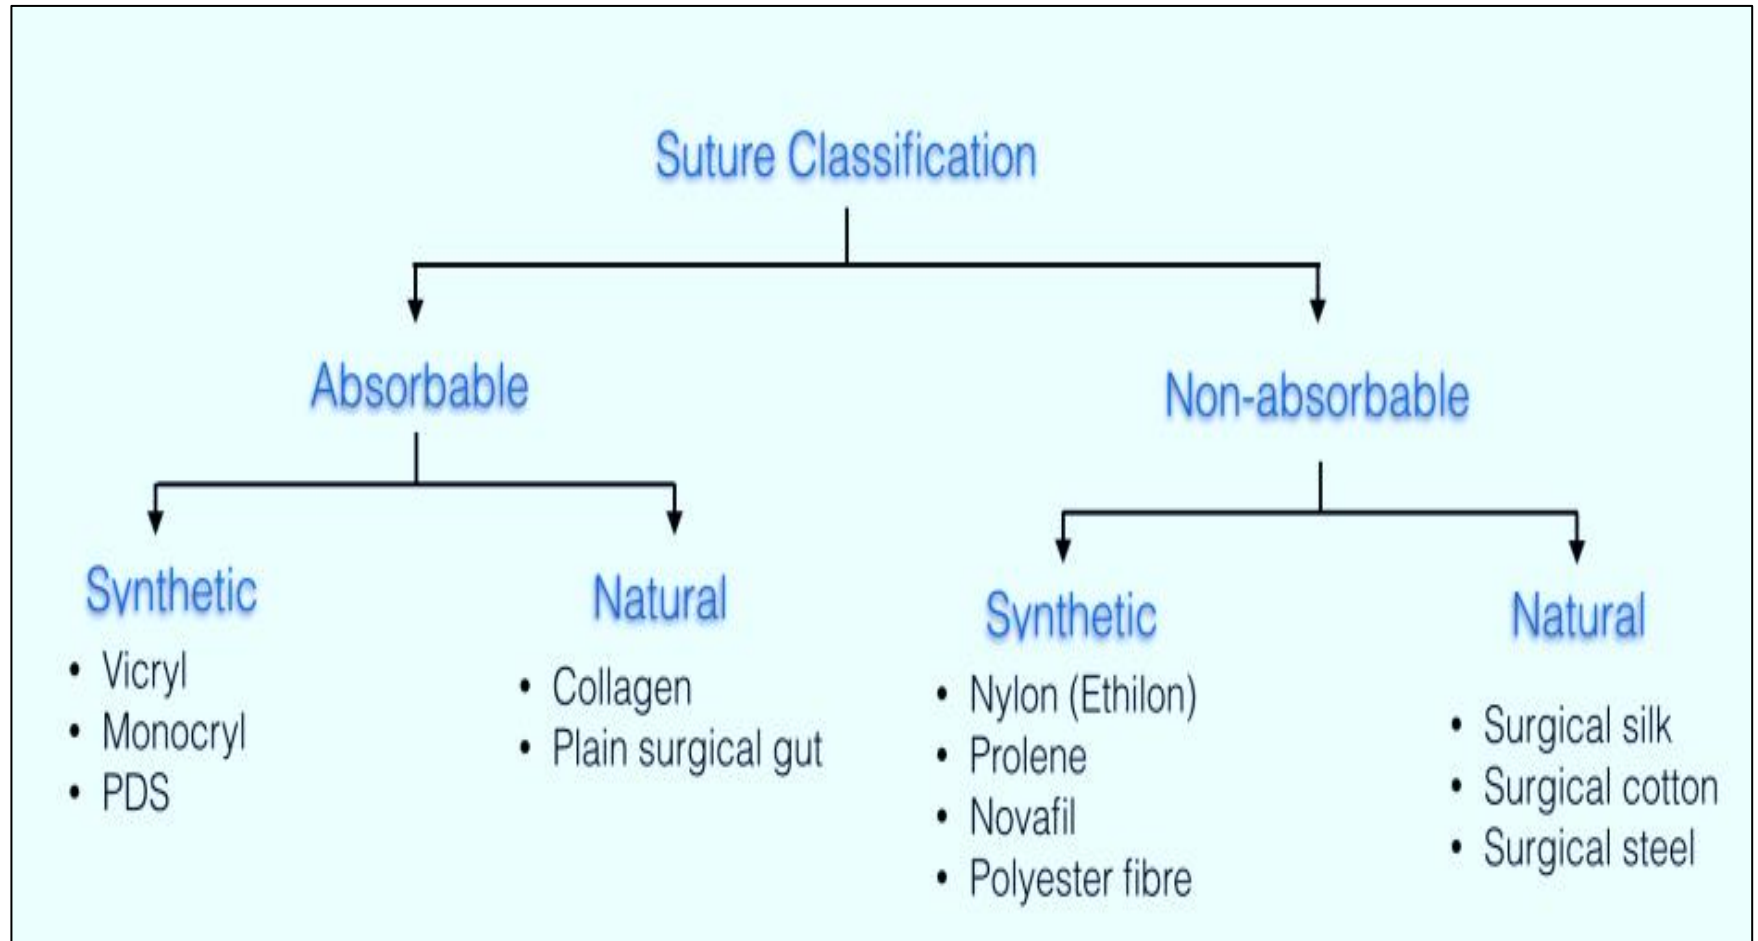 Suture Classification
Absorbable
Non-absorbable
Synthetic
• Vicryl
• Monocryl
• PDS
Natural
• Collagen
• Plain surgical gut
Synthetic
• Nylon (Ethilon)
• Prolene
• Novafil
• Polyester fibre
Natural
• Surgical silk
• Surgical cotton
• Surgical steel